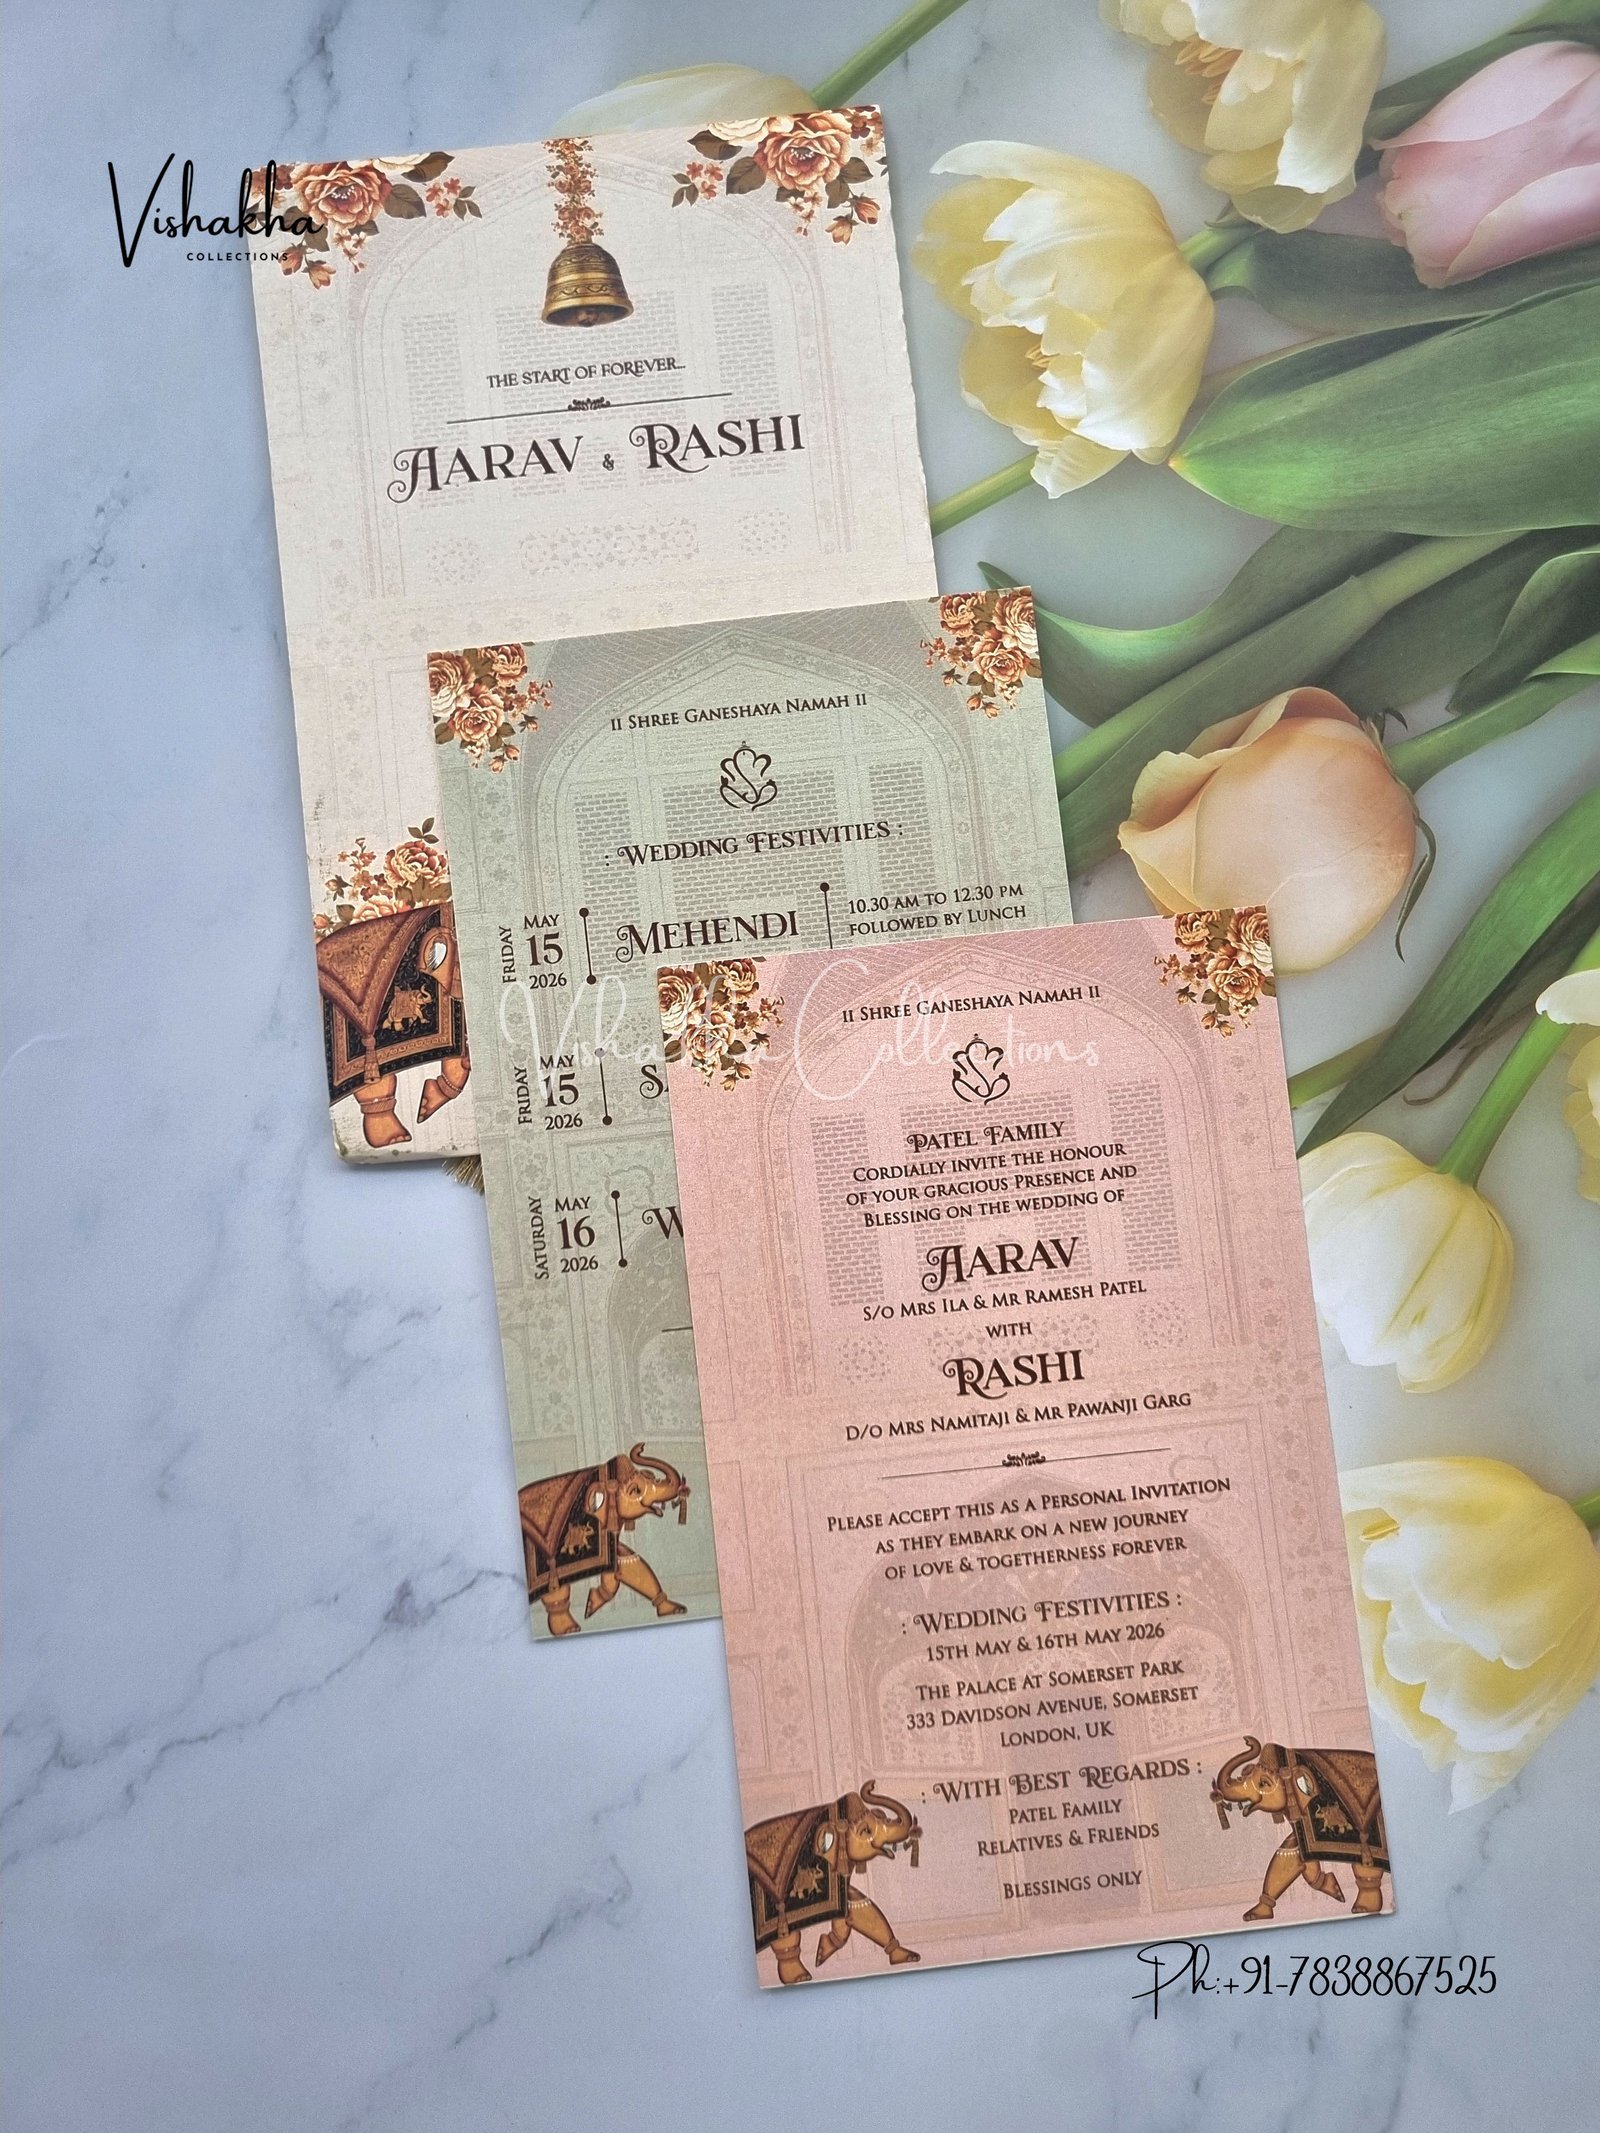 Vishakha
COLLECTIONS
THE START OF FOREVER...
AARAV & RASHI
II SHREE GANESHAYA NAMAH II
: WEDDING FESTIVITIES :
FRIDAY
MAY
15
2026
MEHENDI
10.30 AM TO 12.30 PM
FOLLOWED BY LUNCH
FRIDAY
MAY
15
2026
SATURDAY
MAY
16
2026
Vishakha Collections
II SHREE GANESHAYA NAMAH II
PATEL FAMILY
CORDIALLY INVITE THE HONOUR
OF YOUR GRACIOUS PRESENCE AND
BLESSING ON THE WEDDING OF
AARAV
S/O MRS ILA & MR RAMESH PATEL
WITH
RASHI
D/O MRS NAMITAJI & MR PAWANJI GARG
PLEASE ACCEPT THIS AS A PERSONAL INVITATION
AS THEY EMBARK ON A NEW JOURNEY
OF LOVE & TOGETHERNESS FOREVER
: WEDDING FESTIVITIES :
15TH MAY & 16TH MAY 2026
THE PALACE AT SOMERSET PARK
333 DAVIDSON AVENUE, SOMERSET
LONDON, UK
: WITH BEST REGARDS :
PATEL FAMILY
RELATIVES & FRIENDS
BLESSINGS ONLY
Ph:+91-7838867525